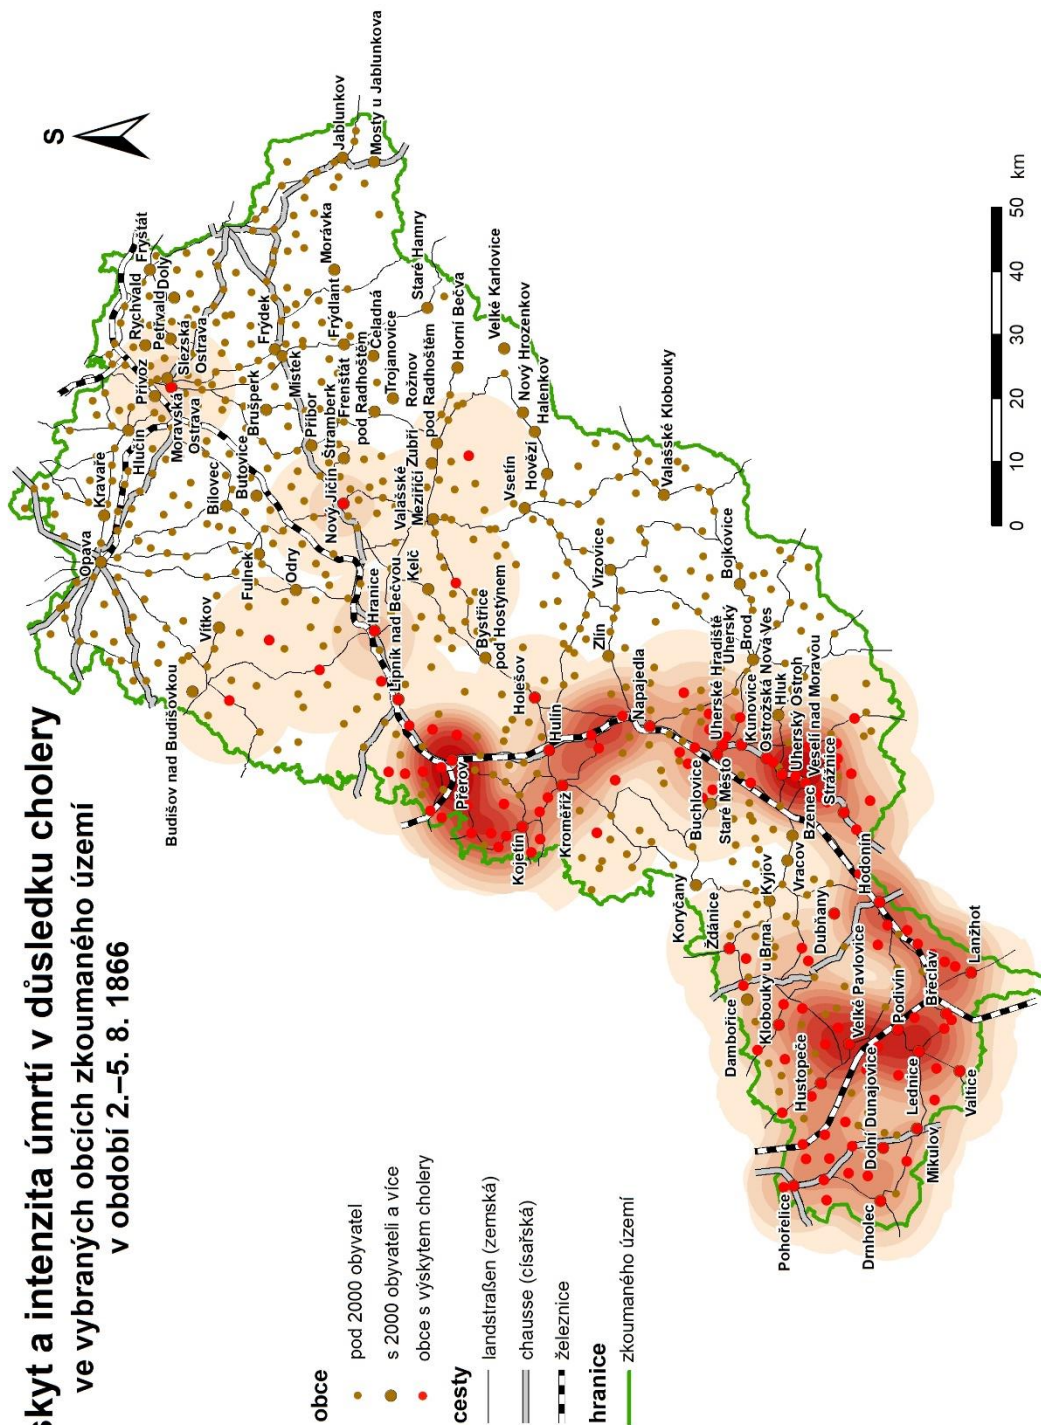 skyt a intenzita úmrtí v důsledku cholery
ve vybraných obcích zkoumaného území
v období 2.–5. 8. 1866
S
obce
pod 2000 obyvatel
s 2000 obyvateli a více
obce s výskytem cholery
cesty
landstraßen (zemská)
chausse (císařská)
železnice
hranice
zkoumaného území
0 10 20 30 40 50 km
Opava
Kravaře
Hlučín
Přívoz
Rychvald
Fryštát
Petřvald
Doly
Slezská
Ostrava
Moravská
Ostrava
Vítkov
Budišov nad Budišovkou
Bílovec
Butovice
Brušperk
Frýdek
Místek
Fulnek
Odry
Příbor
Nový Jičín
Štramberk
Frenštát
pod Radhoštěm
Frýdlant
Čeladná
Trojanovice
Morávka
Jablunkov
Mosty u Jablunkova
Staré Hamry
Hranice
Lipník nad Bečvou
Kelč
Valašské
Meziříčí
Zubří
Rožnov
pod Radhoštěm
Horní Bečva
Velké Karlovice
Nový Hrozenkov
Halenkov
Hovězí
Vsetín
Bystřice
pod Hostýnem
Přerov
Holešov
Hulín
Kojetín
Kroměříž
Zlín
Vizovice
Valašské Klobouky
Napajedla
Bojkovice
Uherský
Brod
Uherské Hradiště
Kunovice
Ostrožská Nová Ves
Hluk
Uherský Ostroh
Veselí nad Moravou
Strážnice
Bzenec
Buchlovice
Staré Město
Vracov
Kyjov
Koryčany
Ždánice
Dubňany
Hodonín
Dambořice
Klobouky u Brna
Velké Pavlovice
Hustopeče
Podivín
Břeclav
Lanžhot
Pohořelice
Dolní Dunajovice
Lednice
Valtice
Mikulov
Drnholec